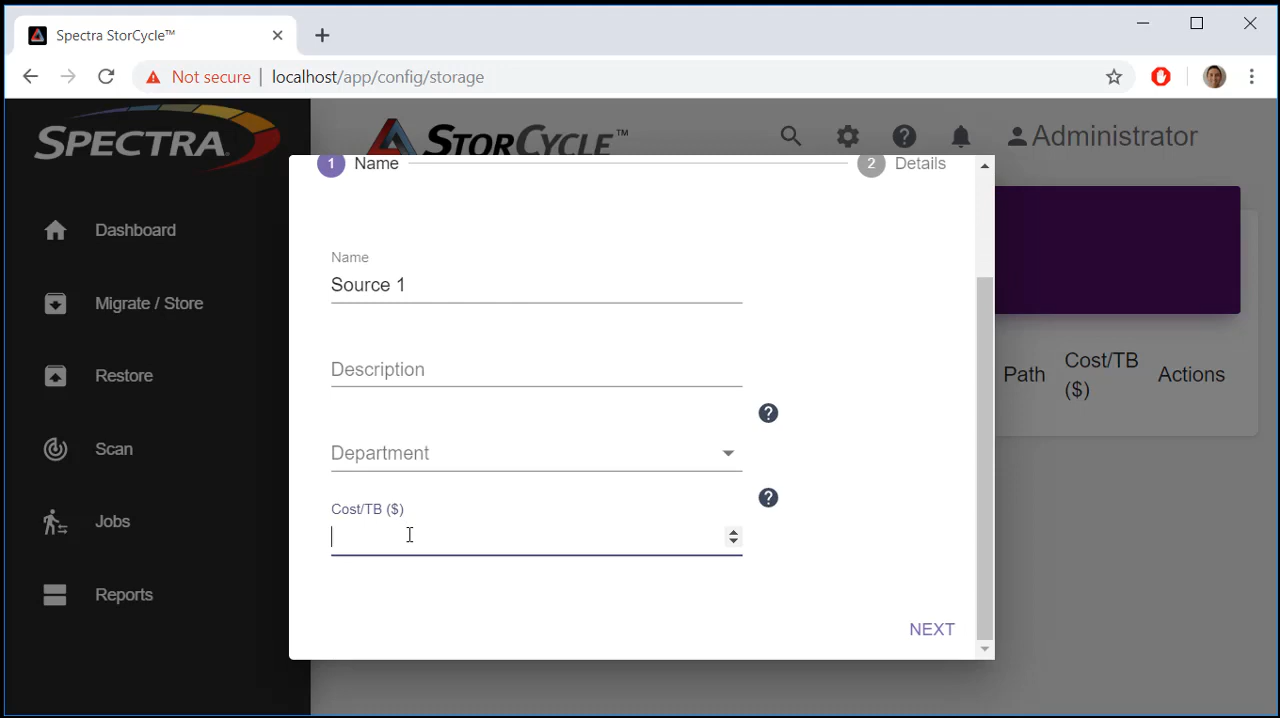 Spectra StorCycle™
Not secure | localhost/app/config/storage
SPECTRA
STORCYCLE™
Administrator
1 Name
2 Details
Dashboard
Migrate / Store
Restore
Scan
Jobs
Reports
Name
Source 1
Description
Department
Cost/TB ($)
NEXT
Path
Cost/TB
($)
Actions